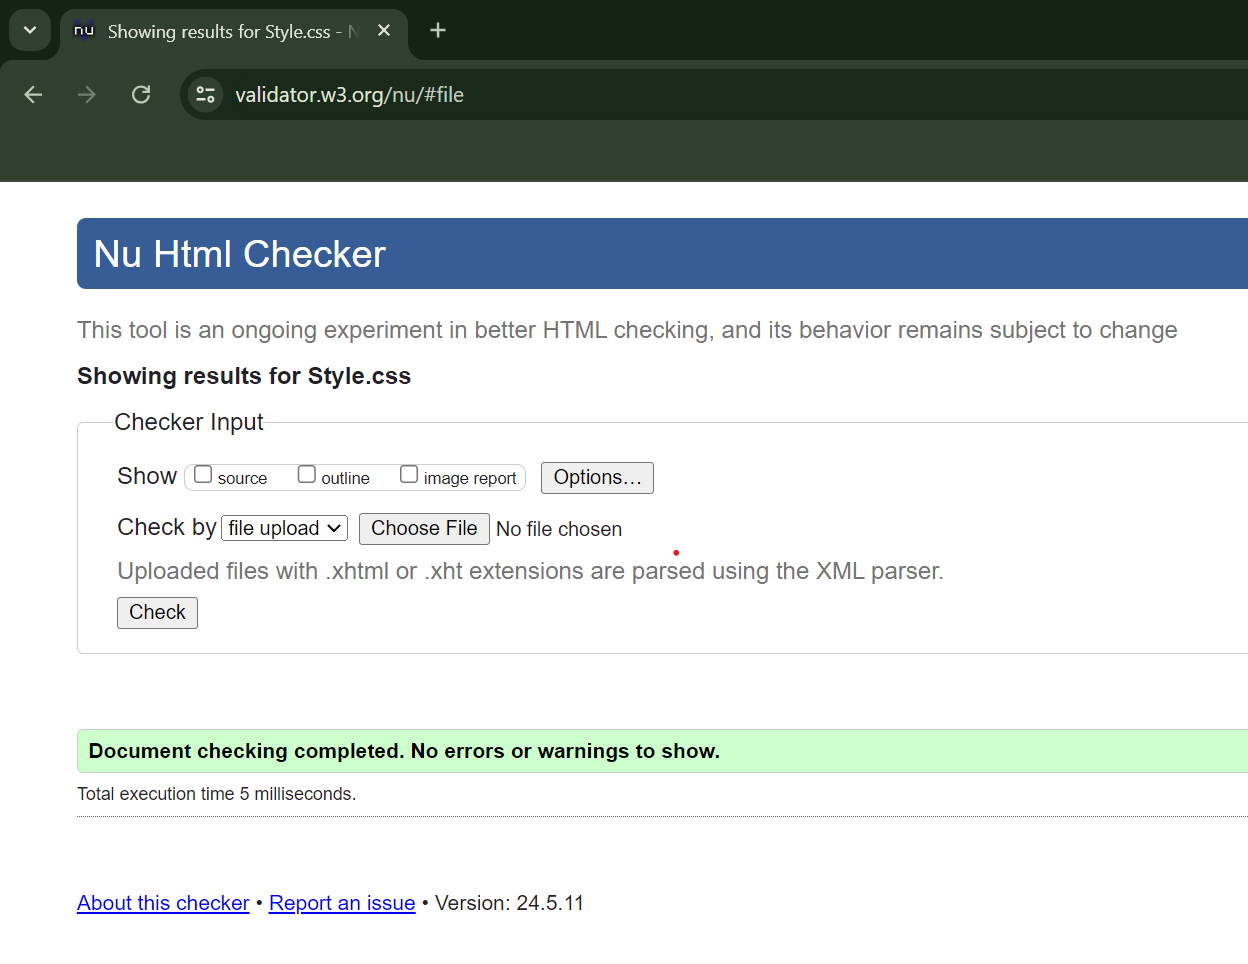 nu Showing results for Style.css - N
validator.w3.org/nu/#file
Nu Html Checker
This tool is an ongoing experiment in better HTML checking, and its behavior remains subject to change
Showing results for Style.css
Checker Input
Show source outline image report Options...
Check by file upload Choose File No file chosen
Uploaded files with .xhtml or .xht extensions are parsed using the XML parser.
Check
Document checking completed. No errors or warnings to show.
Total execution time 5 milliseconds.
About this checker • Report an issue • Version: 24.5.11